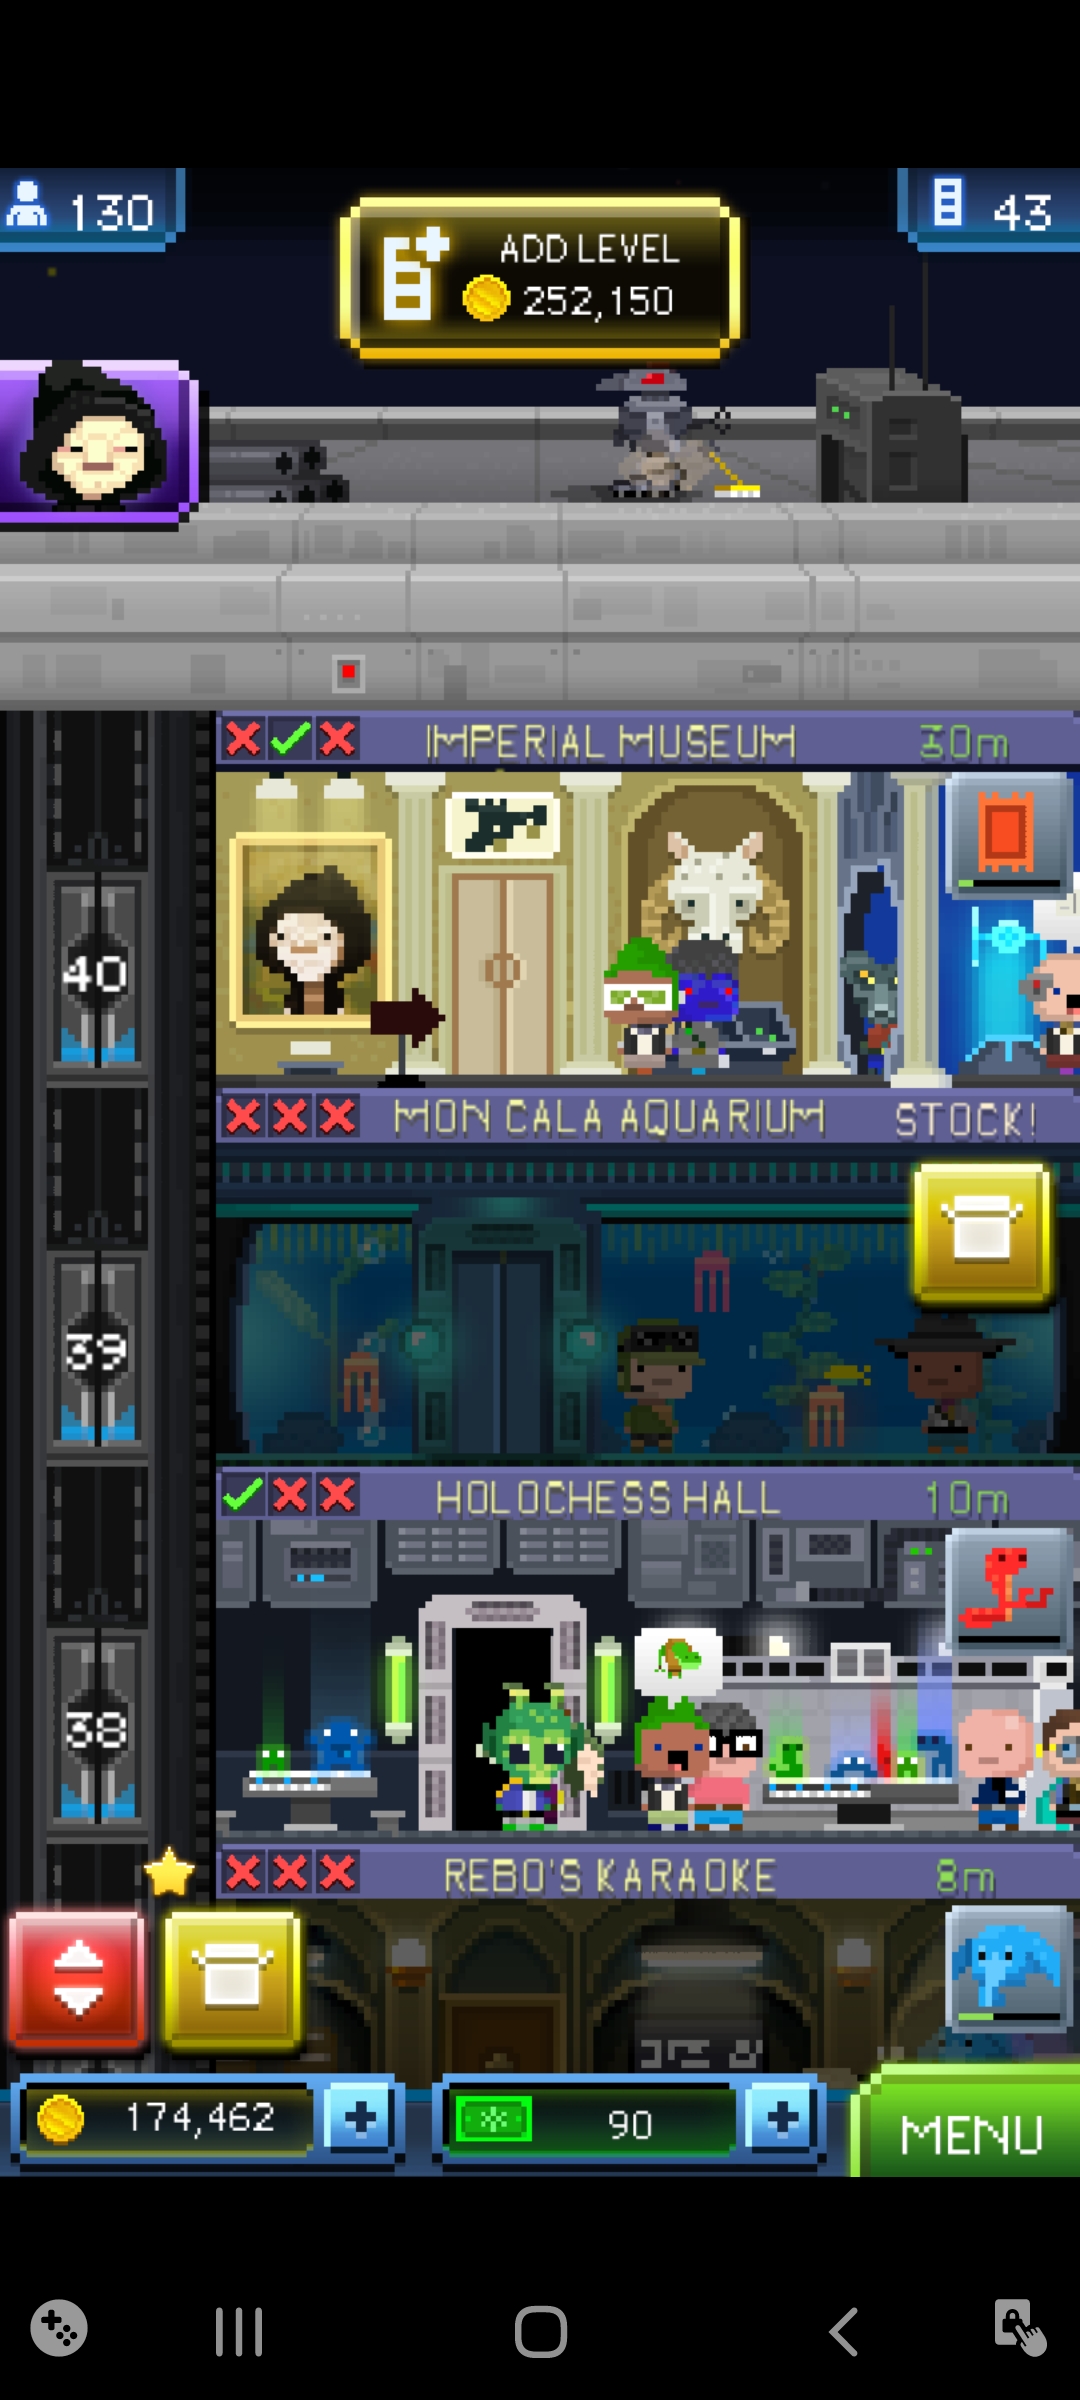 130
ADD LEVEL
252,150
43
IMPERIAL MUSEUM 30m
40
MON CALA AQUARIUM STOCK!
39
HOLOCHESS HALL 10m
38
REBO'S KARAOKE 8m
174,462
90
MENU